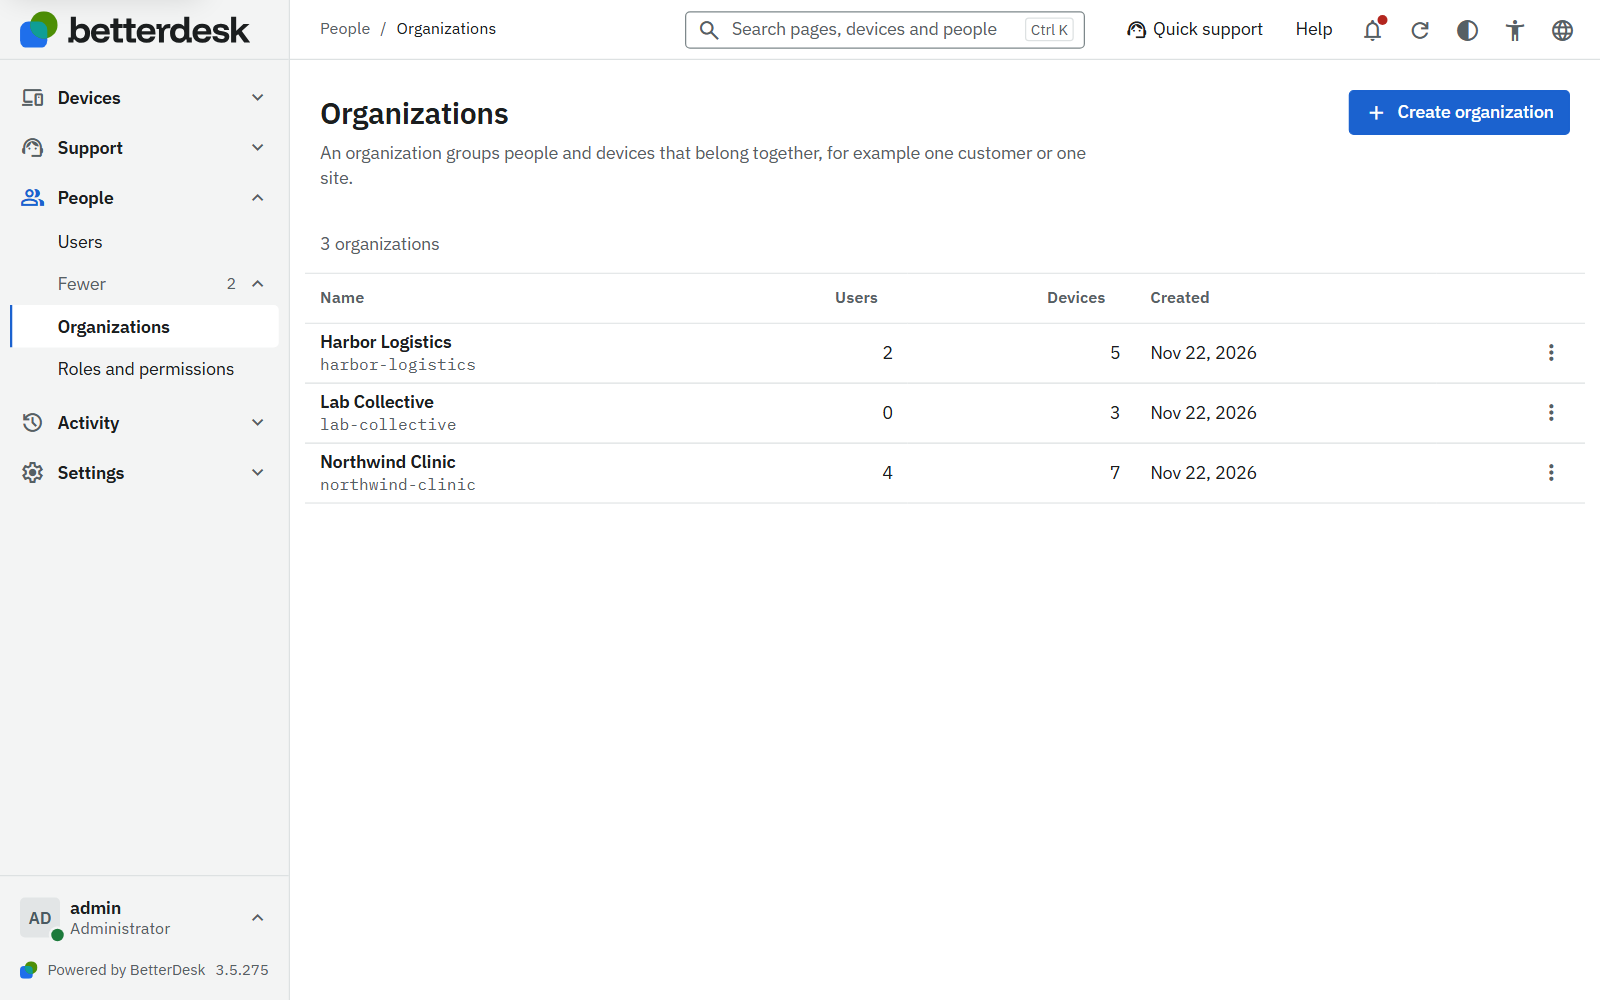 betterdesk
People / Organizations
Search pages, devices and people
Ctrl K
Quick support
Help
Devices
Support
People
Users
Fewer 2
Organizations
Roles and permissions
Activity
Settings
Organizations
Create organization
An organization groups people and devices that belong together, for example one customer or one
site.
3 organizations
Name Users Devices Created
Harbor Logistics
harbor-logistics
2 5 Nov 22, 2026
Lab Collective
lab-collective
0 3 Nov 22, 2026
Northwind Clinic
northwind-clinic
4 7 Nov 22, 2026
AD
admin
Administrator
Powered by BetterDesk 3.5.275